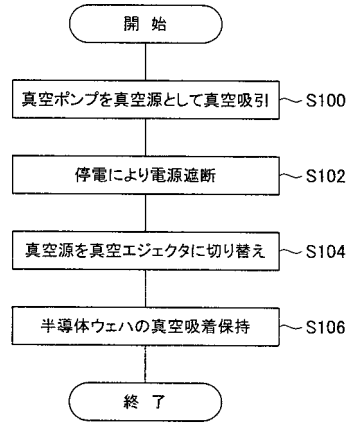 開 始
真空ポンプを真空源として真空吸引 S100
停電により電源遮断 S102
真空源を真空エジェクタに切り替え S104
半導体ウェハの真空吸着保持 S106
終 了